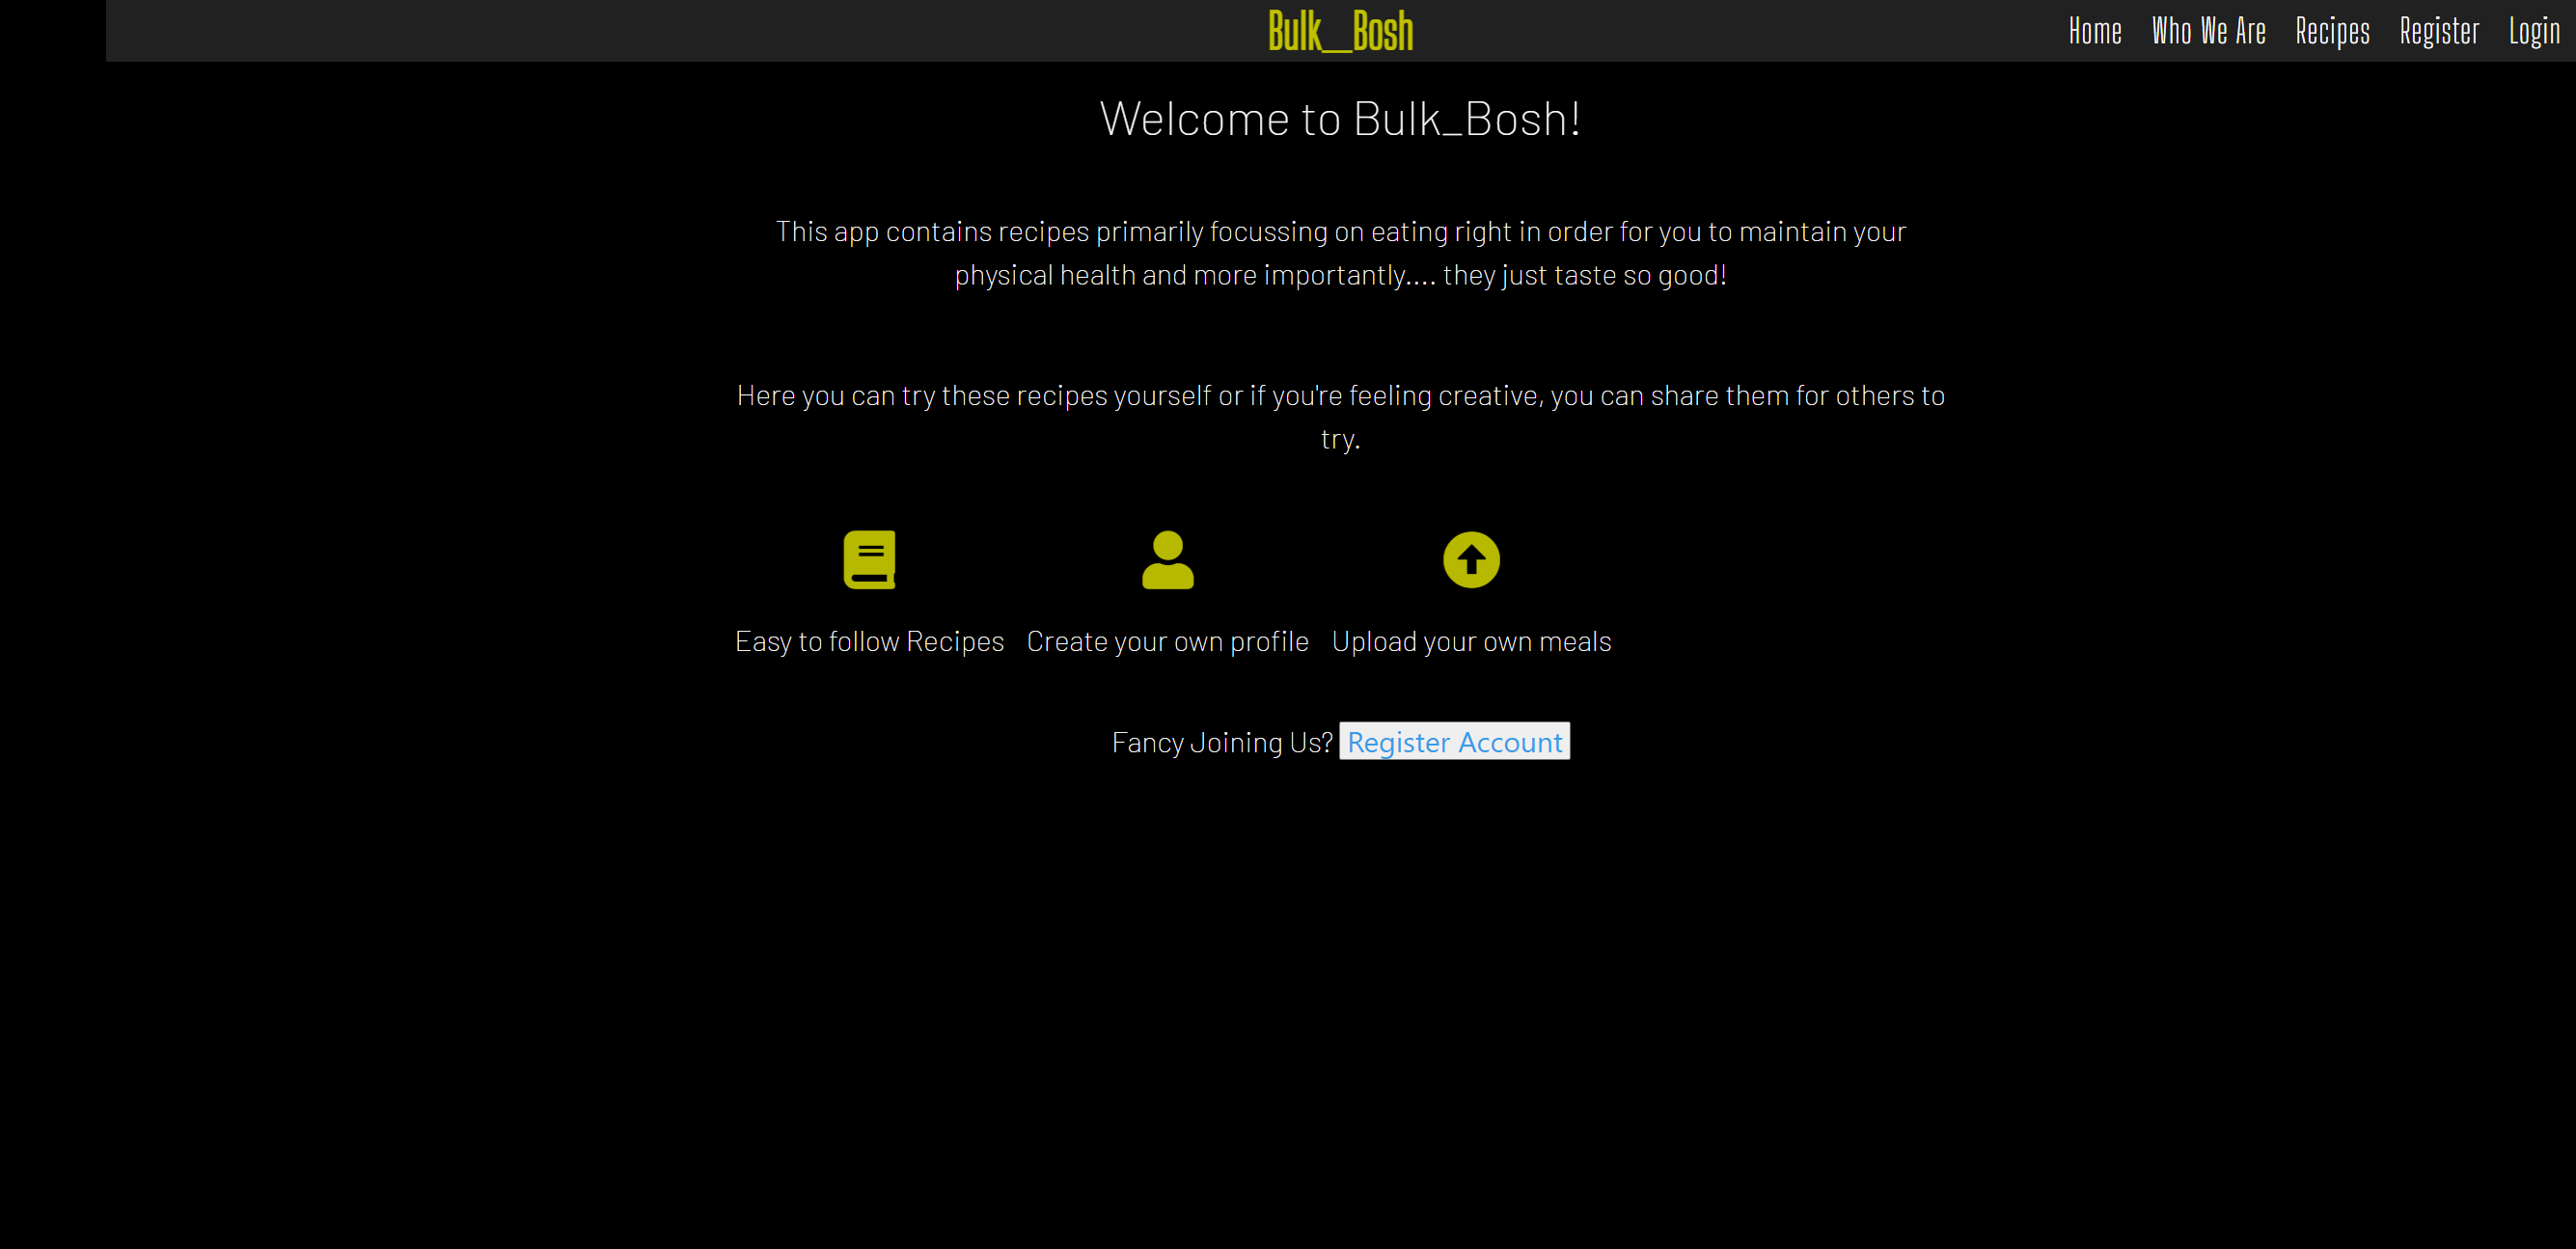 Bulk_Bosh
Home Who We Are Recipes Register Login
Welcome to Bulk_Bosh!
This app contains recipes primarily focussing on eating right in order for you to maintain your
physical health and more importantly.... they just taste so good!
Here you can try these recipes yourself or if you're feeling creative, you can share them for others to
try.
Easy to follow Recipes Create your own profile Upload your own meals
Fancy Joining Us? Register Account